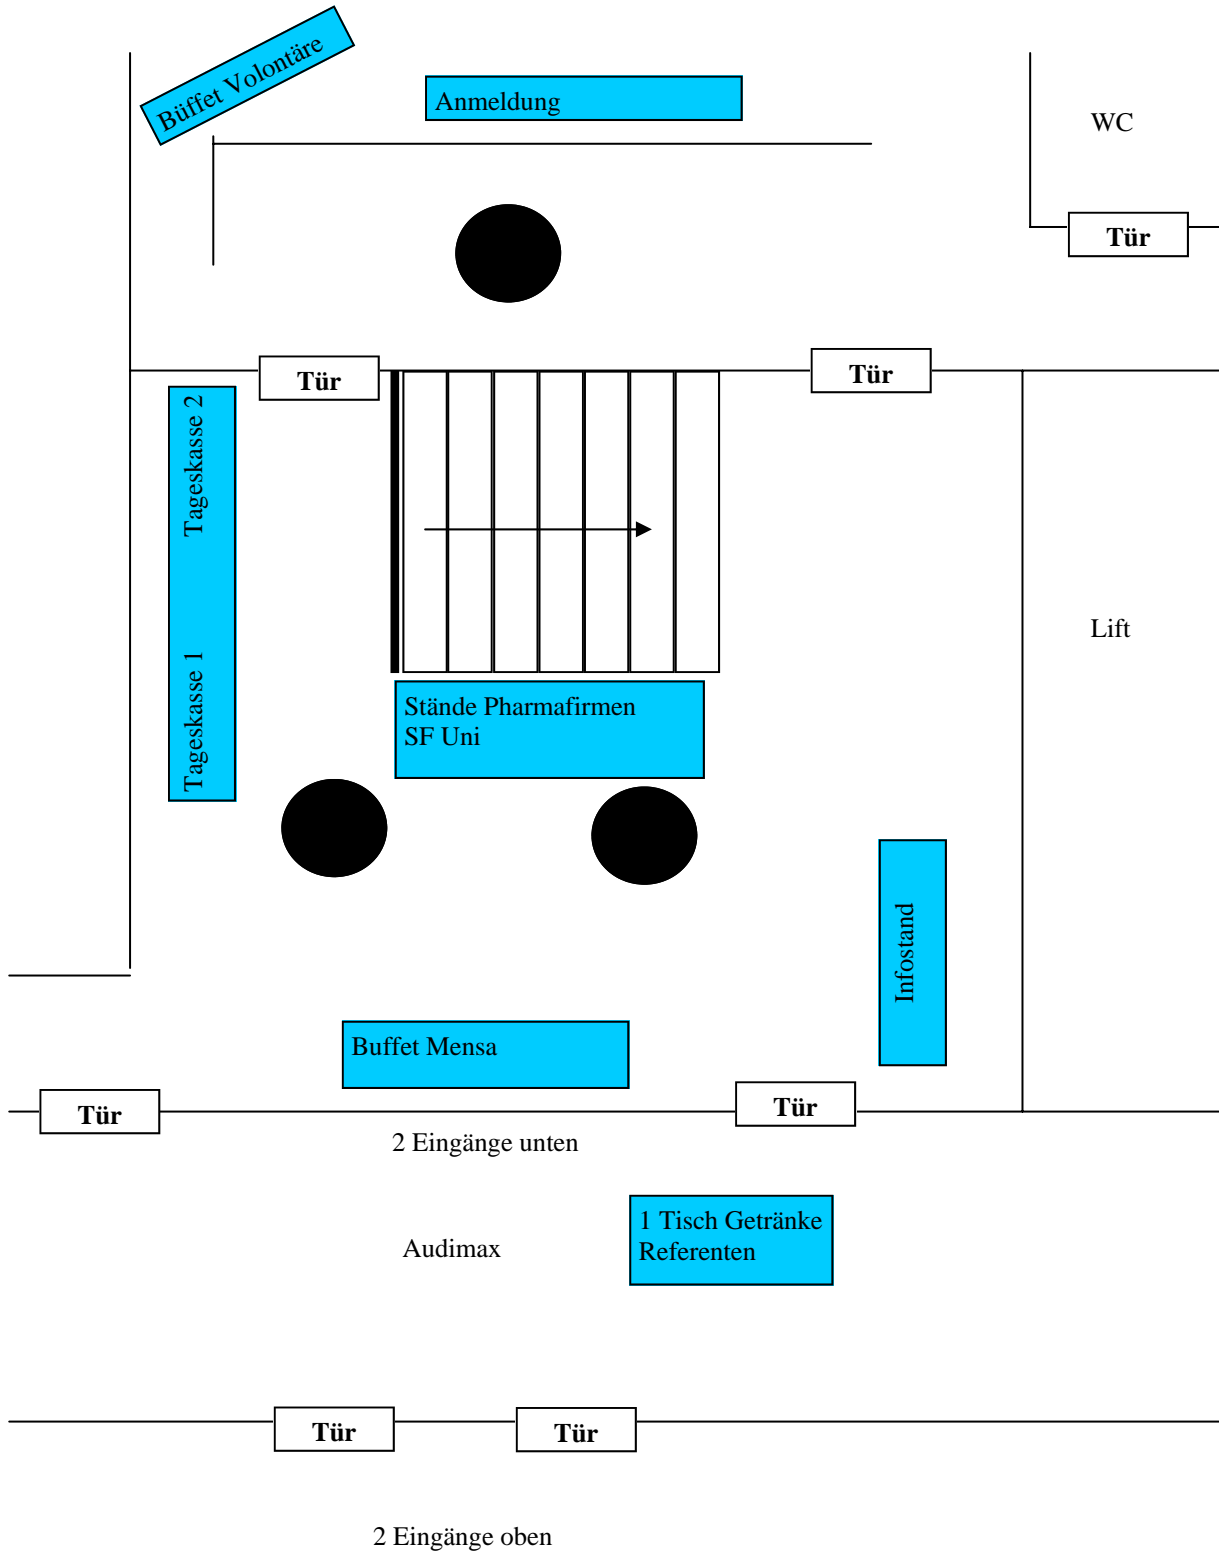 Büffet Volontäre
Anmeldung
WC
Tür
Tür
Tür
Tageskasse 2
Tageskasse 1
Lift
Stände Pharmafirmen
SF Uni
Infostand
Buffet Mensa
Tür
Tür
2 Eingänge unten
1 Tisch Getränke
Referenten
Audimax
Tür
Tür
2 Eingänge oben